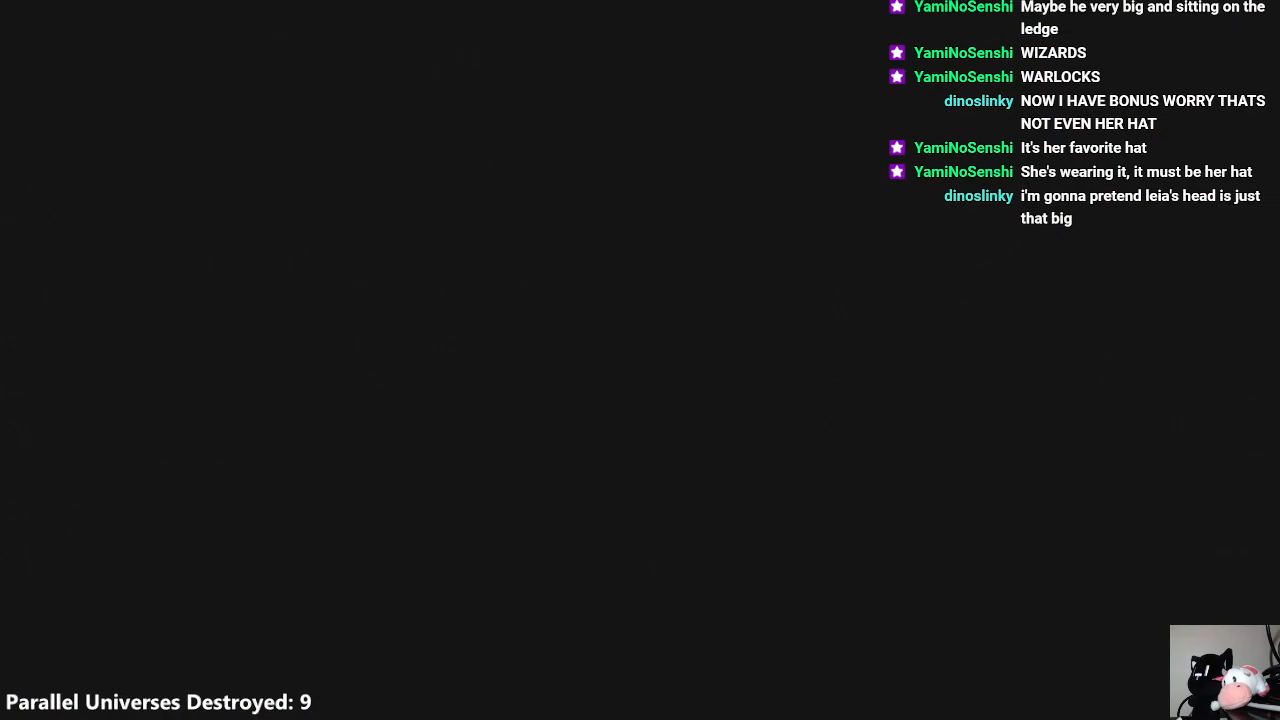 YamiNoSenshi Maybe he very big and sitting on the
ledge
YamiNoSenshi WIZARDS
YamiNoSenshi WARLOCKS
dinoslinky NOW I HAVE BONUS WORRY THATS
NOT EVEN HER HAT
YamiNoSenshi It's her favorite hat
YamiNoSenshi She's wearing it, it must be her hat
dinoslinky i'm gonna pretend leia's head is just
that big
Parallel Universes Destroyed: 9